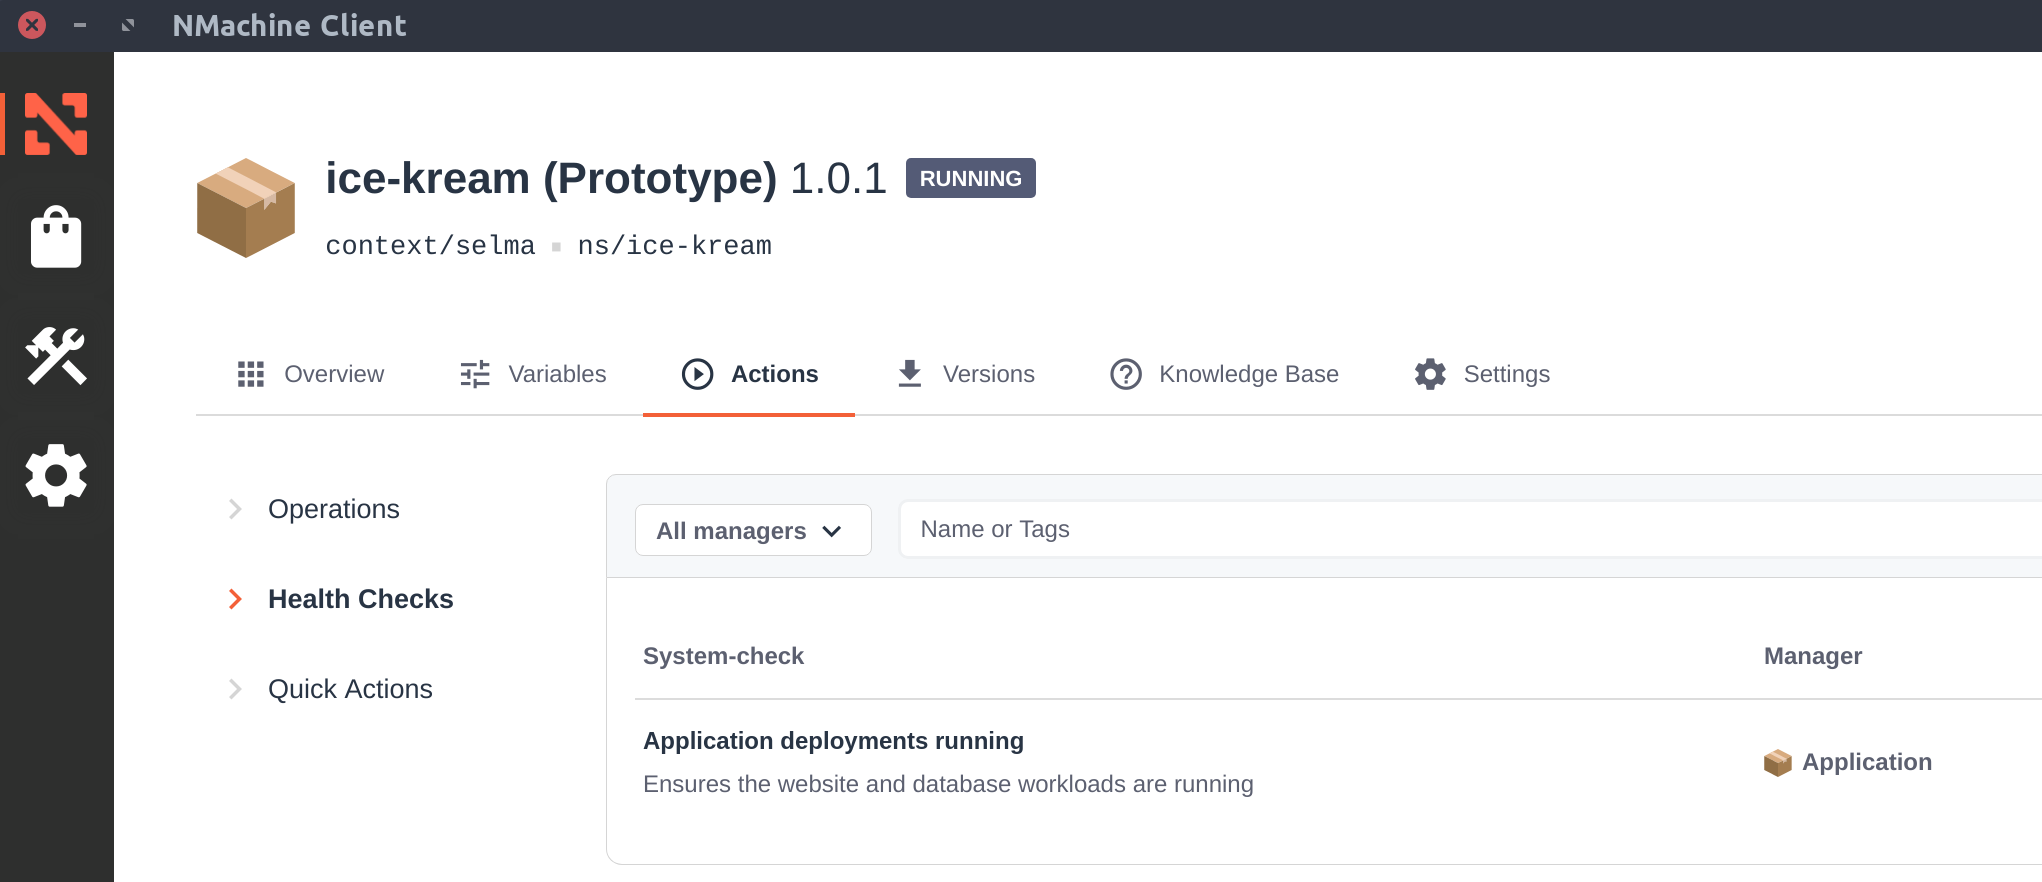 NMachine Client
ice-kream (Prototype) 1.0.1 RUNNING
context/selma ns/ice-kream
Overview Variables Actions Versions Knowledge Base Settings
Operations
Health Checks
Quick Actions
All managers Name or Tags
System-check Manager
Application deployments running
Ensures the website and database workloads are running
Application